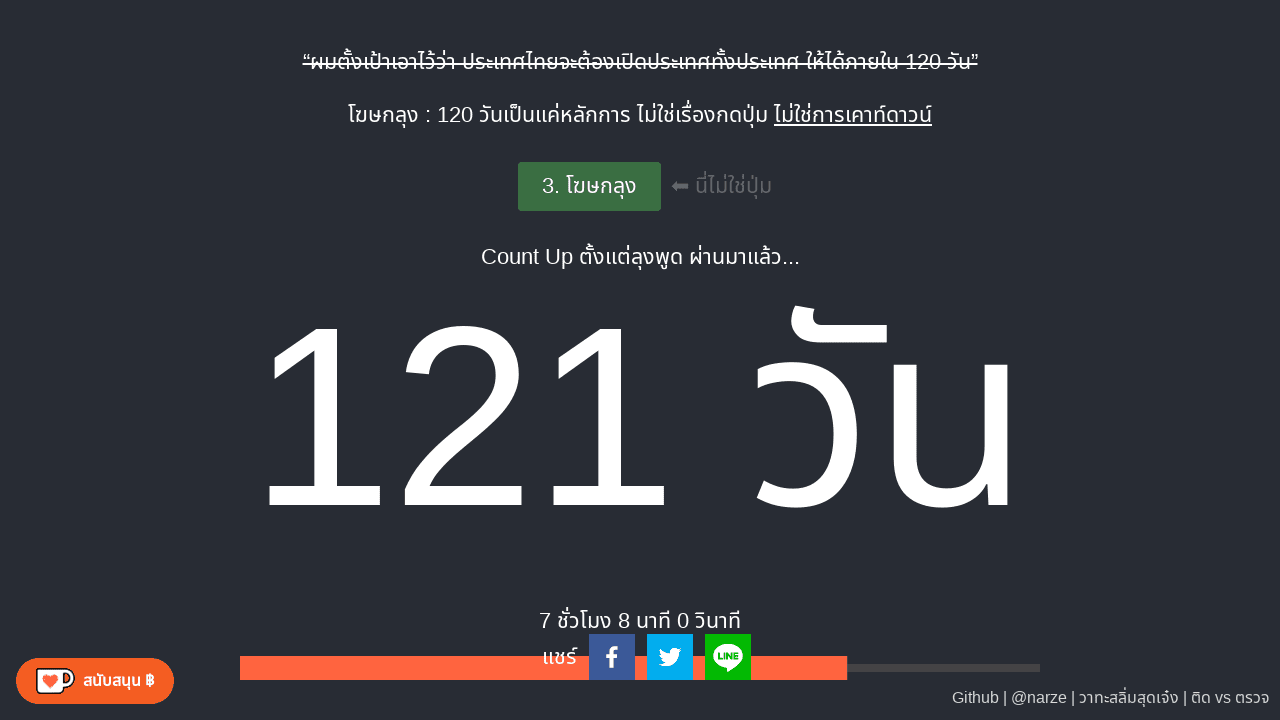 “ผมตั้งเป้าเอาไว้ว่า ประเทศไทยจะต้องเปิดประเทศทั้งประเทศ ให้ได้ภายใน 120 วัน”
โฆษกลุง : 120 วันเป็นแค่หลักการ ไม่ใช่เรื่องกดปุ่ม ไม่ใช่การเคาท์ดาวน์
3. โฆษกลุง ⬅ นี่ไม่ใช่ปุ่ม
Count Up ตั้งแต่ลุงพูด ผ่านมาแล้ว...
121 วัน
7 ชั่วโมง 8 นาที 0 วินาที
แชร์ LINE
สนับสนุน ฿
Github | @narze | วาทะสลิ่มสุดเจ๋ง | ติด vs ตรวจ